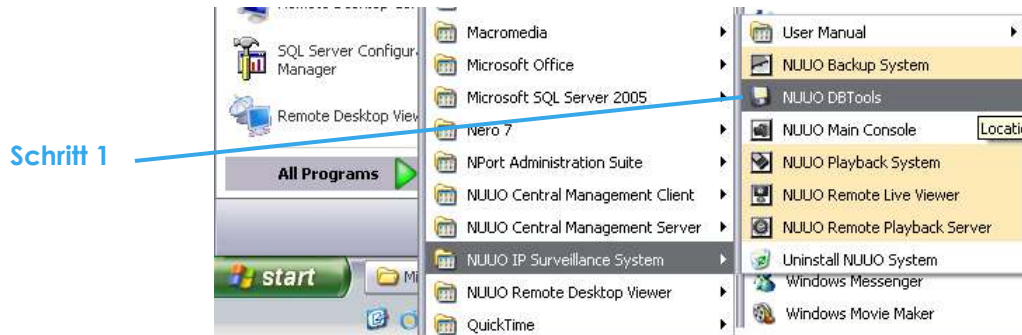 Schritt 1
SQL Server Configur
Manager
Remote Desktop View
All Programs
start
Macromedia
Microsoft Office
Microsoft SQL Server 2005
Nero 7
NPort Administration Suite
NUUO Central Management Client
NUUO Central Management Server
NUUO IP Surveillance System
NUUO Remote Desktop Viewer
QuickTime
User Manual
NUUO Backup System
NUUO DBTools
NUUO Main Console
Locatio
NUUO Playback System
NUUO Remote Live Viewer
NUUO Remote Playback Server
Uninstall NUUO System
Windows Messenger
Windows Movie Maker